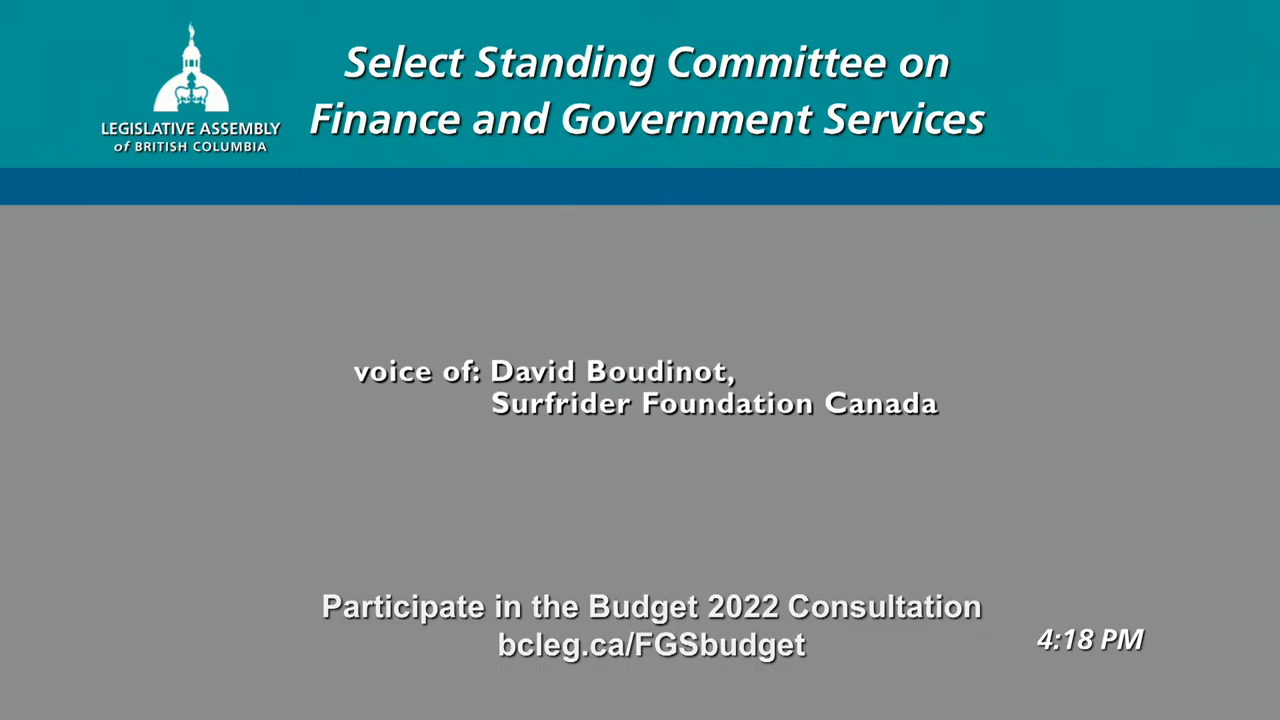 Select Standing Committee on
Finance and Government Services
LEGISLATIVE ASSEMBLY
of BRITISH COLUMBIA
voice of: David Boudinot,
Surfrider Foundation Canada
Participate in the Budget 2022 Consultation
bcleg.ca/FGSbudget
4:18 PM